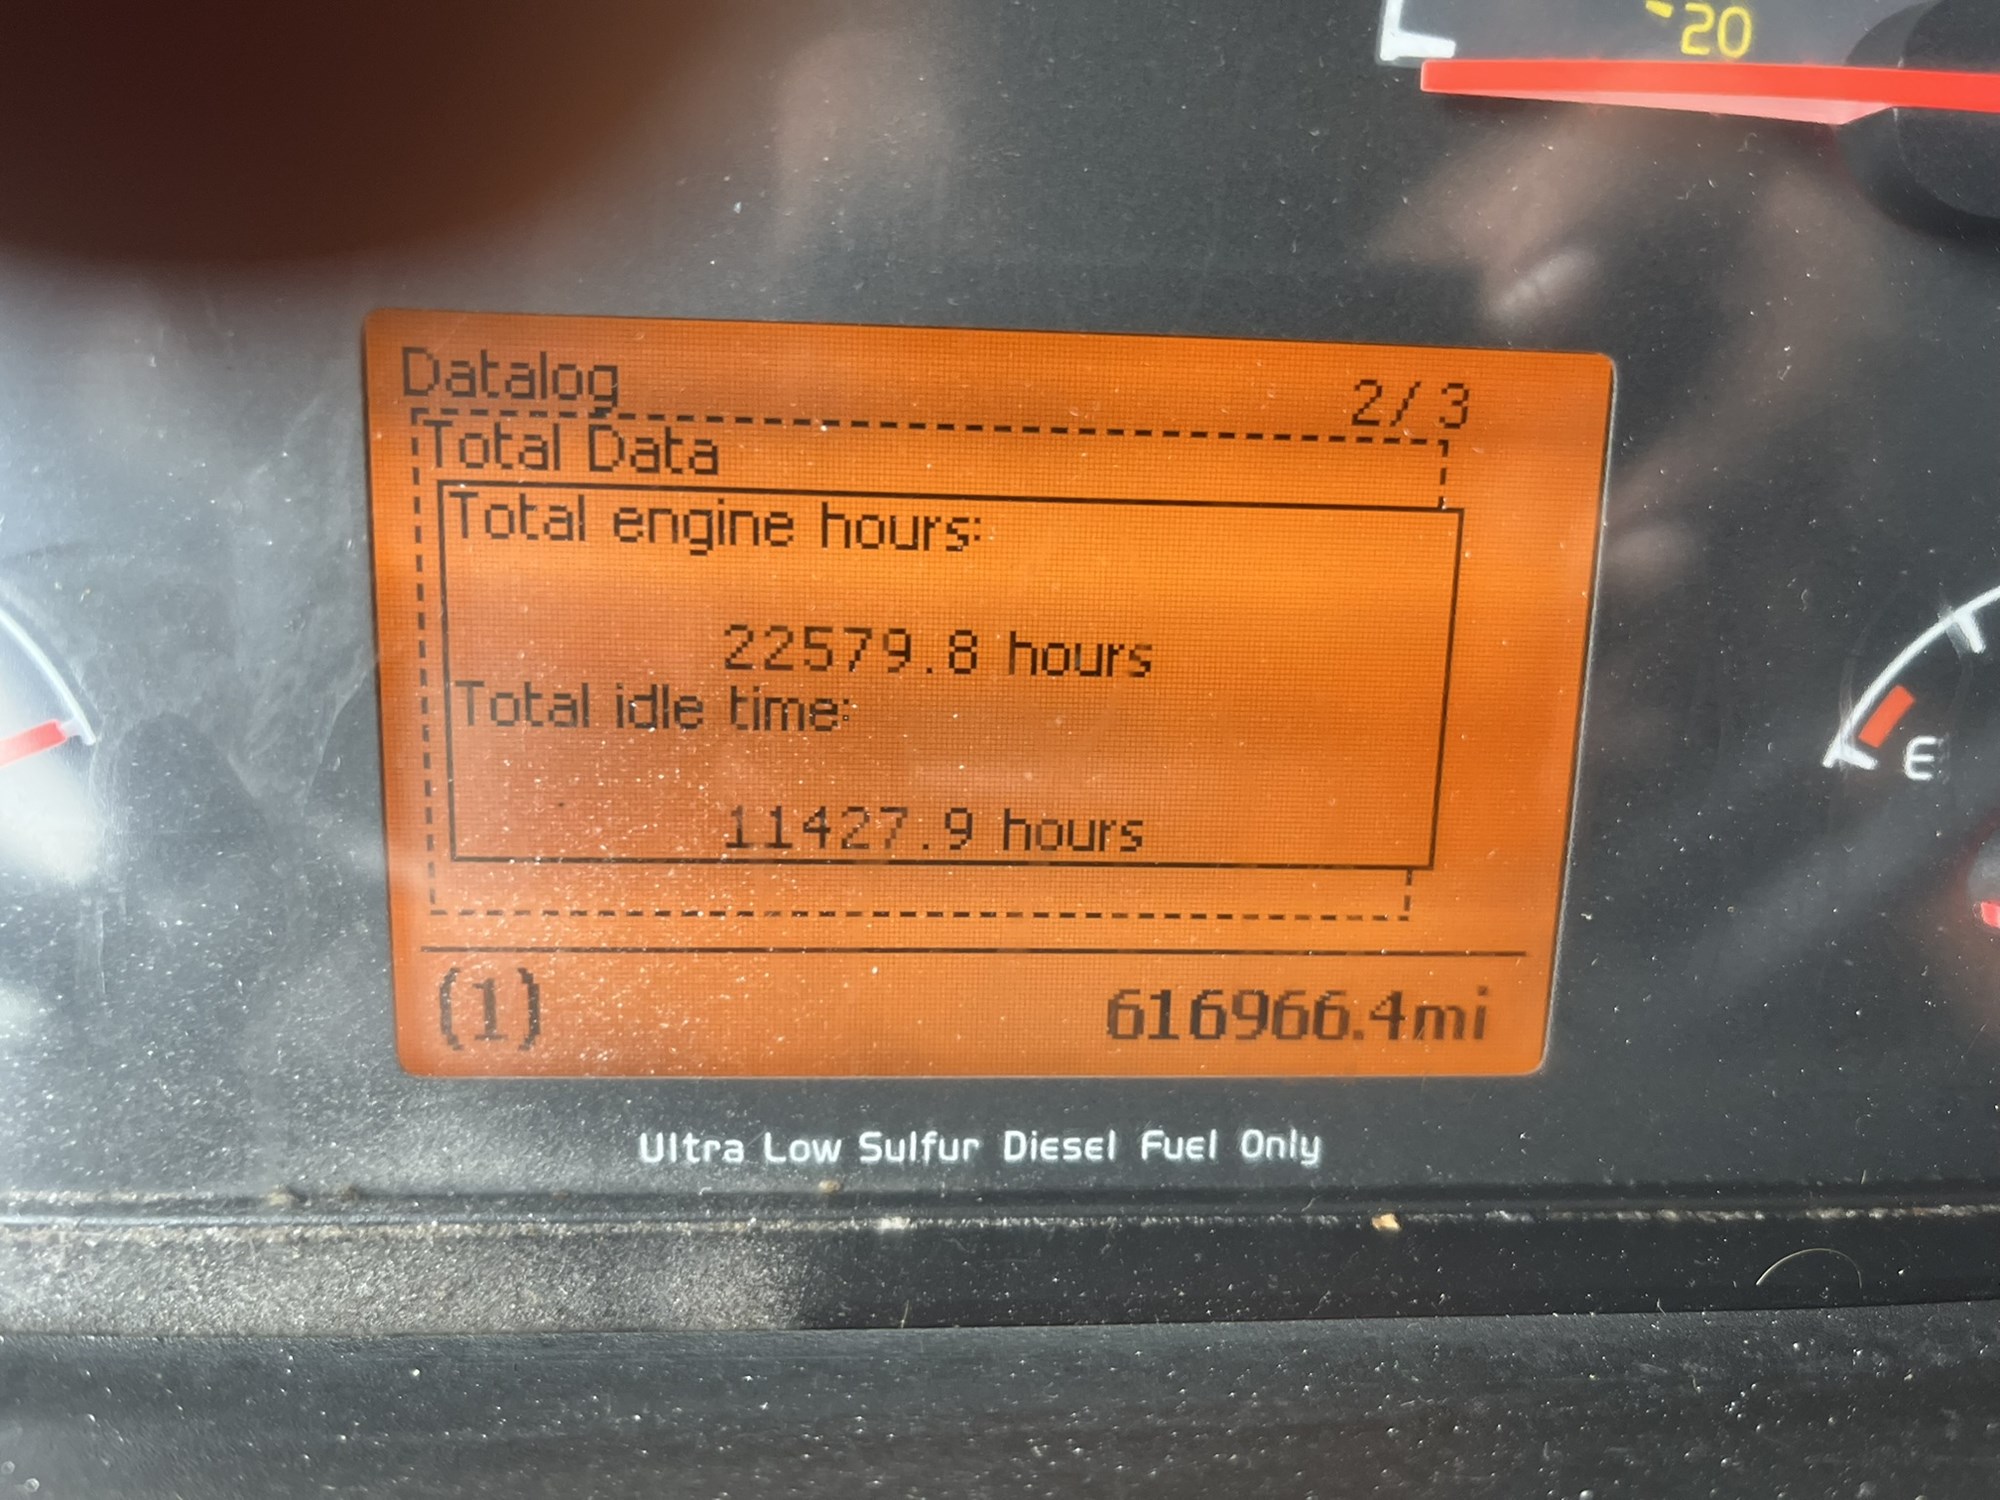 20
Datalog 2/3
Total Data
Total engine hours:
22579.8 hours
Total idle time:
11427.9 hours
E
(1) 616966.4mi
Ultra Low Sulfur Diesel Fuel Only